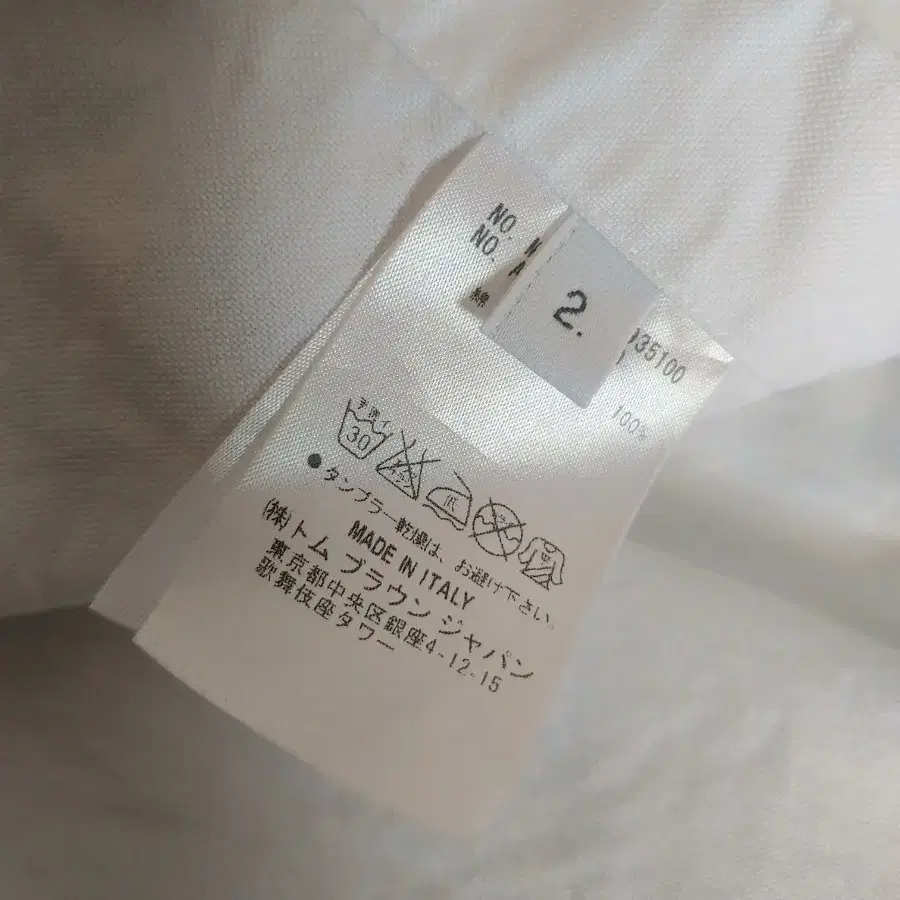 NO. N
NO. A
2.
935100
綿
100%
手洗イ
30
● タンブラー乾燥は、お避け下さい。
MADE IN ITALY
(株)トム ブラウン ジャパン
東京都中央区銀座4-12-15
歌舞伎座タワー